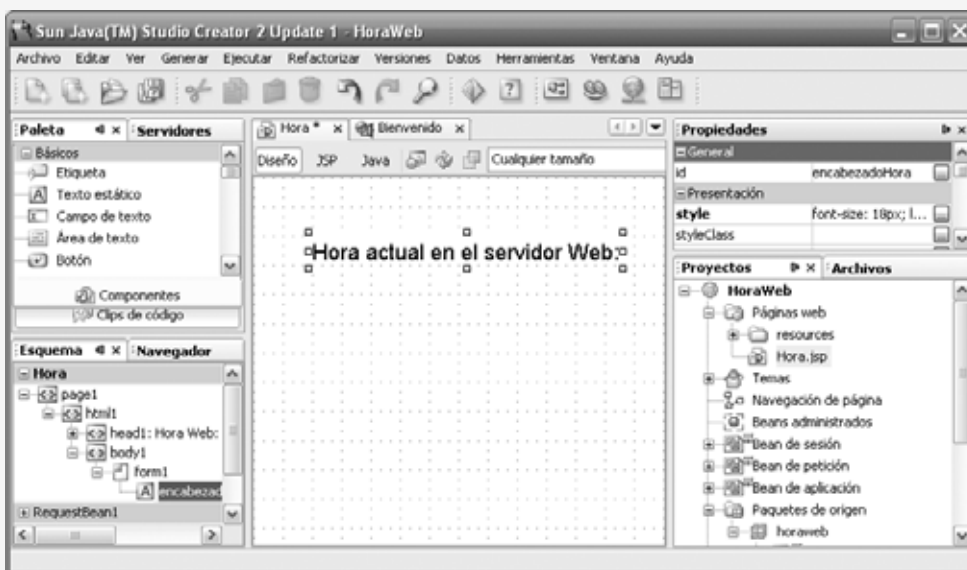 Sun Java(TM) Studio Creator 2 Update 1 - HoraWeb
Archivo Editar Ver Generar Ejecutar Refactorizar Versiones Datos Herramientas Ventana Ayuda
Paleta Servidores
Básicos
Etiqueta
Texto estático
Campo de texto
Área de texto
Botón
Componentes
Clips de código
Esquema Navegador
Hora
page1
html1
head1: Hora Web:
body1
form1
encabezad
RequestBean1
Hora * Bienvenido
Diseño JSP Java Cualquier tamaño
Hora actual en el servidor Web:
Propiedades
General
id encabezadoHora
Presentación
style font-size: 18px; l...
styleClass
Proyectos Archivos
HoraWeb
Páginas web
resources
Hora.jsp
Temas
Navegación de página
Beans administrados
Bean de sesión
Bean de petición
Bean de aplicación
Paquetes de origen
horaweb